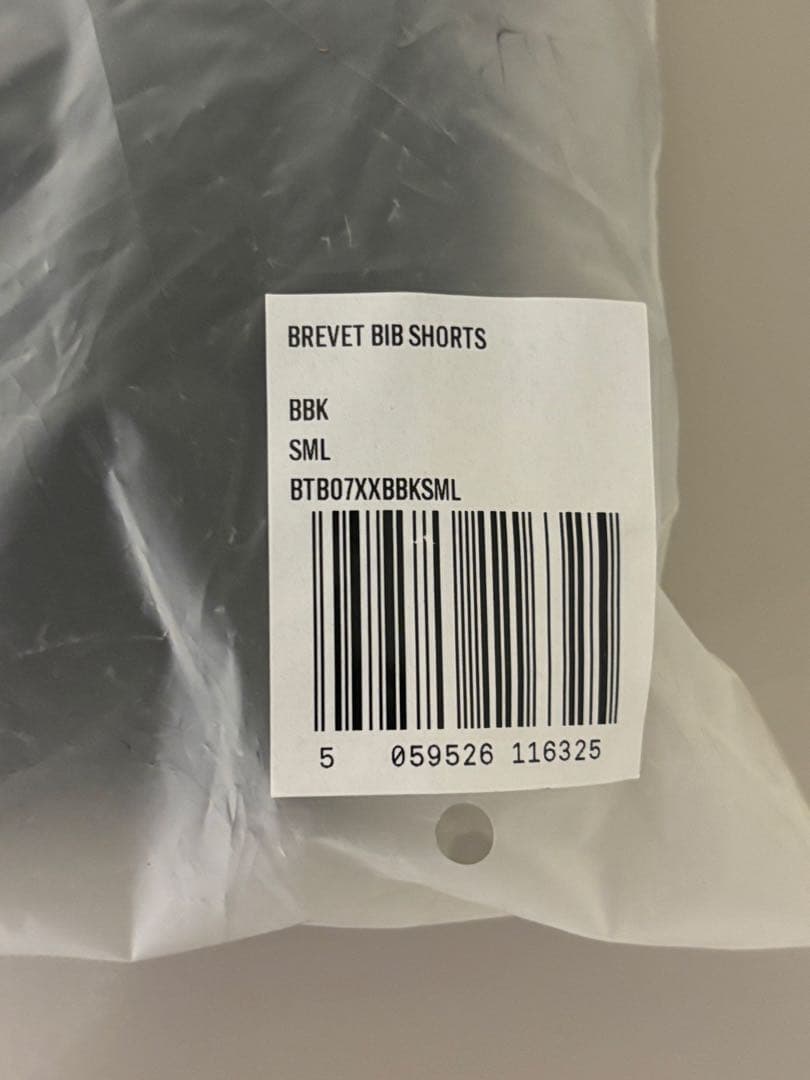 BREVET BIB SHORTS
BBK
SML
BTB07XXBBKSML
5 059526 116325